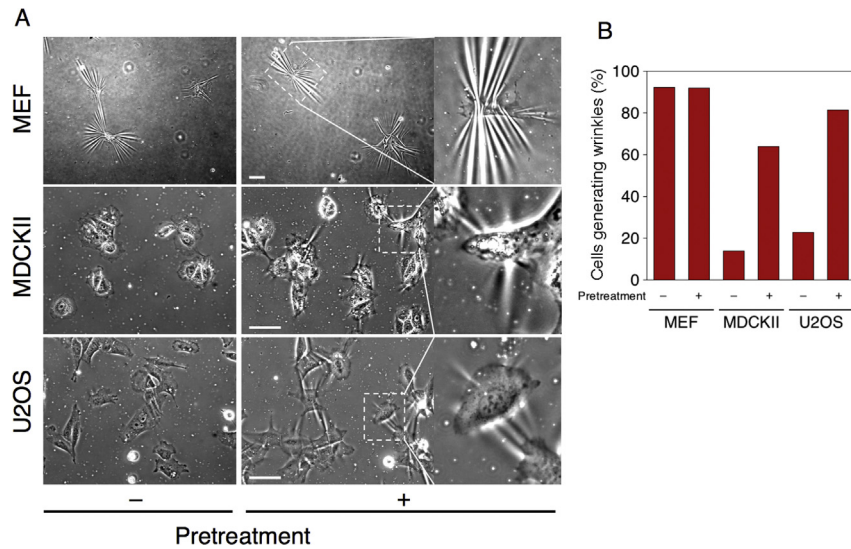 A
MEF
MDCKII
U2OS
− +
Pretreatment
B
Cells generating wrinkles (%)
100
80
60
40
20
0
Pretreatment − + − + − +
MEF MDCKII U2OS